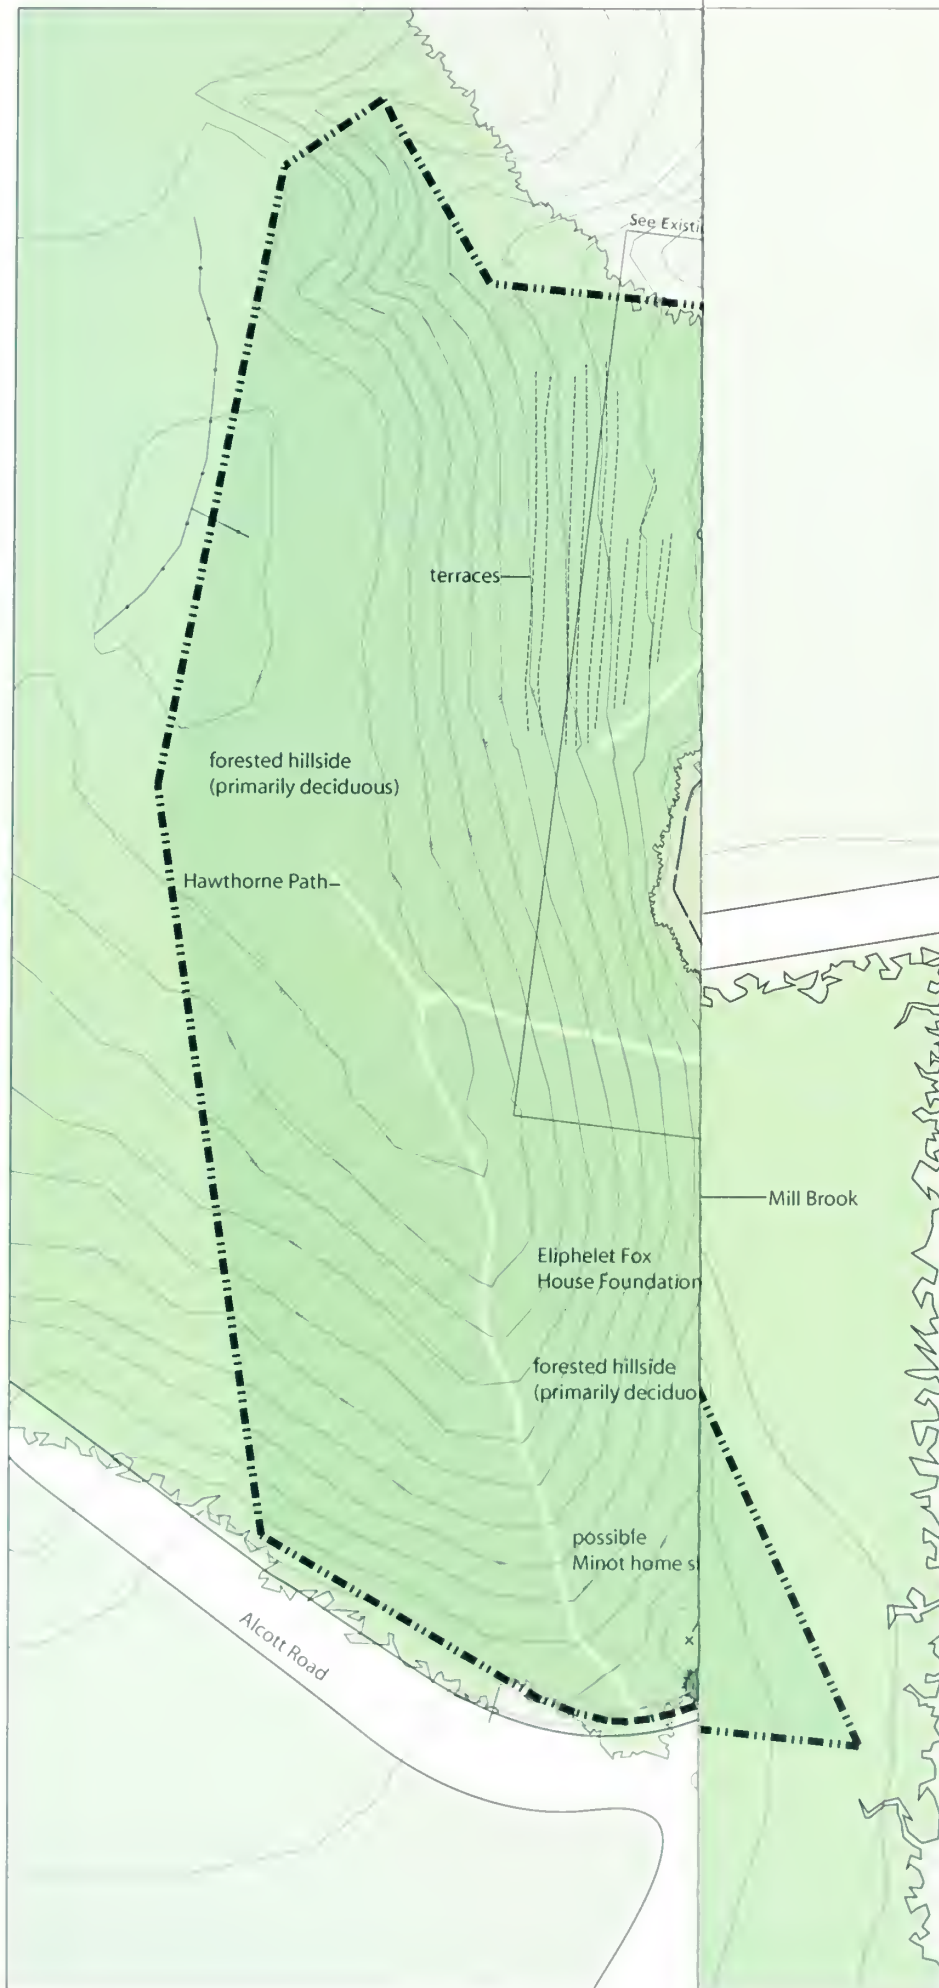 See Existi
terraces
forested hillside
(primarily deciduous)
Hawthorne Path
Mill Brook
Eliphelet Fox
House Foundation
forested hillside
(primarily deciduo
possible
Minot home s
Alcott Road
x